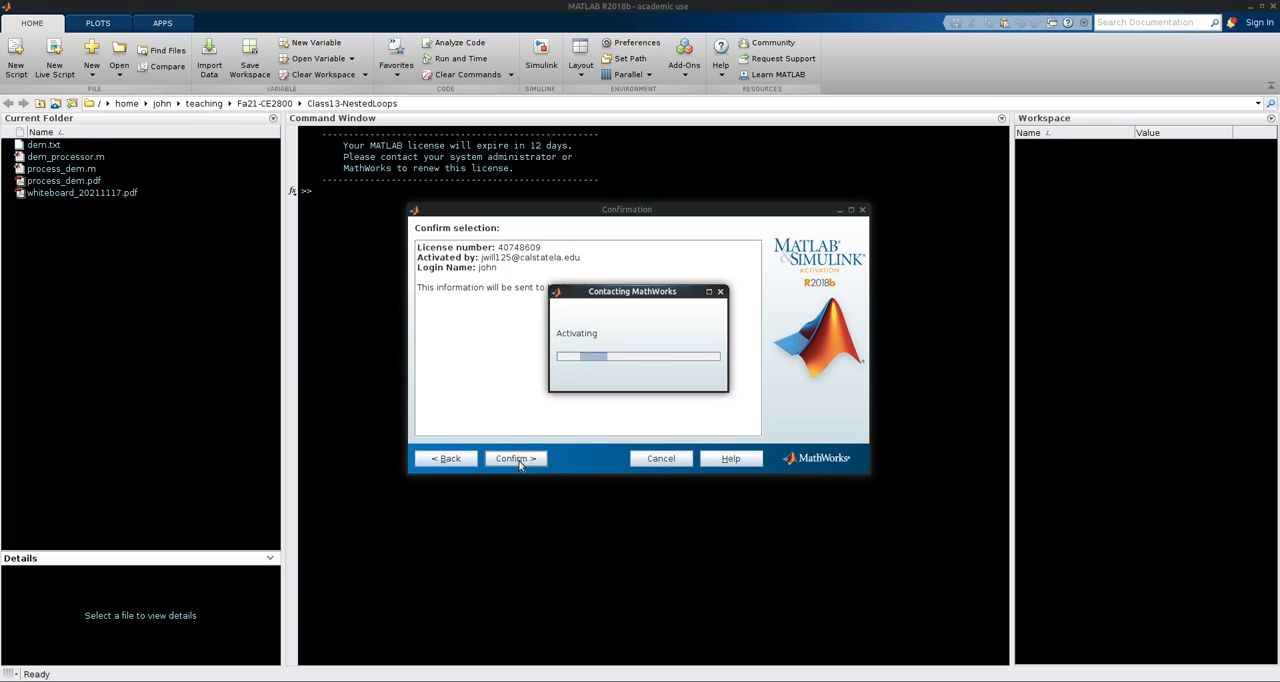 MATLAB R2018b - academic use
HOME PLOTS APPS
Search Documentation
Sign In
New Script
New Live Script
New
Open
Find Files
Compare
FILE
Import Data
Save Workspace
New Variable
Open Variable
Clear Workspace
VARIABLE
Favorites
Analyze Code
Run and Time
Clear Commands
CODE
Simulink
SIMULINK
Layout
Preferences
Set Path
Parallel
Add-Ons
ENVIRONMENT
Help
Community
Request Support
Learn MATLAB
RESOURCES
/ home john teaching Fa21-CE2800 Class13-NestedLoops
Current Folder
Name
dem.txt
dem_processor.m
process_dem.m
process_dem.pdf
whiteboard_20211117.pdf
Details
Select a file to view details
Command Window
------------------------------------------------------
Your MATLAB license will expire in 12 days.
Please contact your system administrator or
MathWorks to renew this license.
------------------------------------------------------
fx >>
Workspace
Name Value
Confirmation
Confirm selection:
License number: 40748609
Activated by: jwill125@calstatela.edu
Login Name: john
This information will be sent to
Contacting MathWorks
Activating
MATLAB®
&SIMULINK®
ACTIVATION
R2018b
< Back Confirm > Cancel Help MathWorks®
Ready